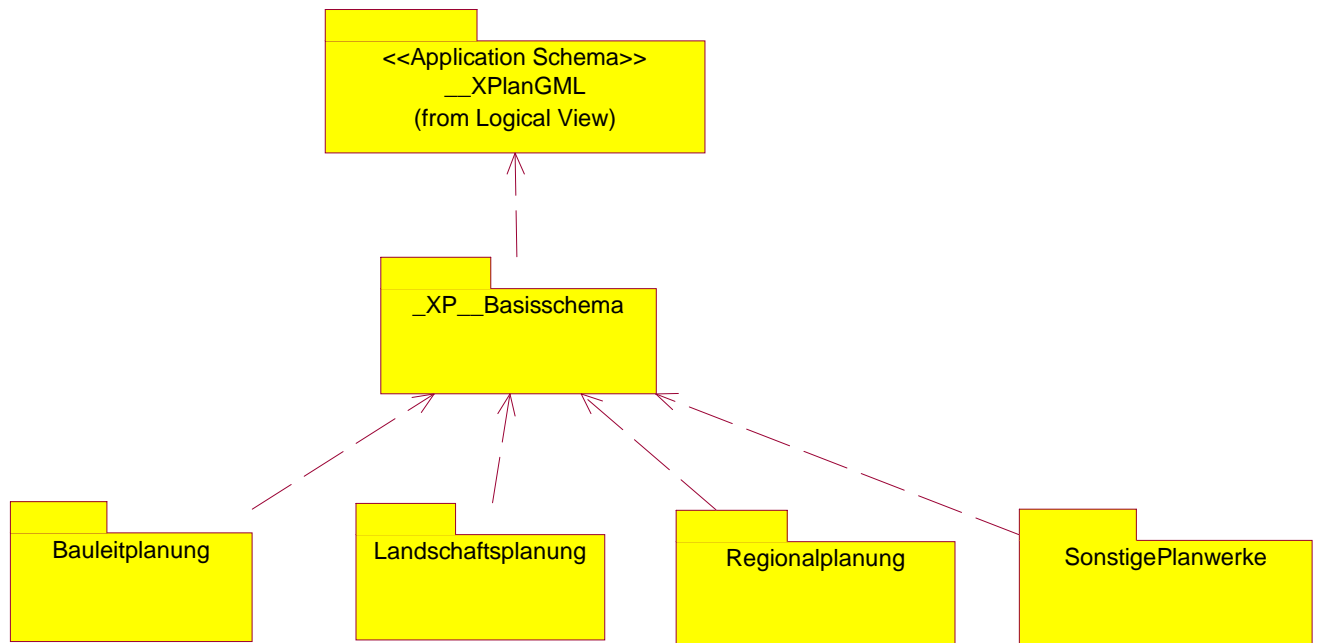 <<Application Schema>>
__XPlanGML
(from Logical View)
_XP__Basisschema
Bauleitplanung
Landschaftsplanung
Regionalplanung
SonstigePlanwerke